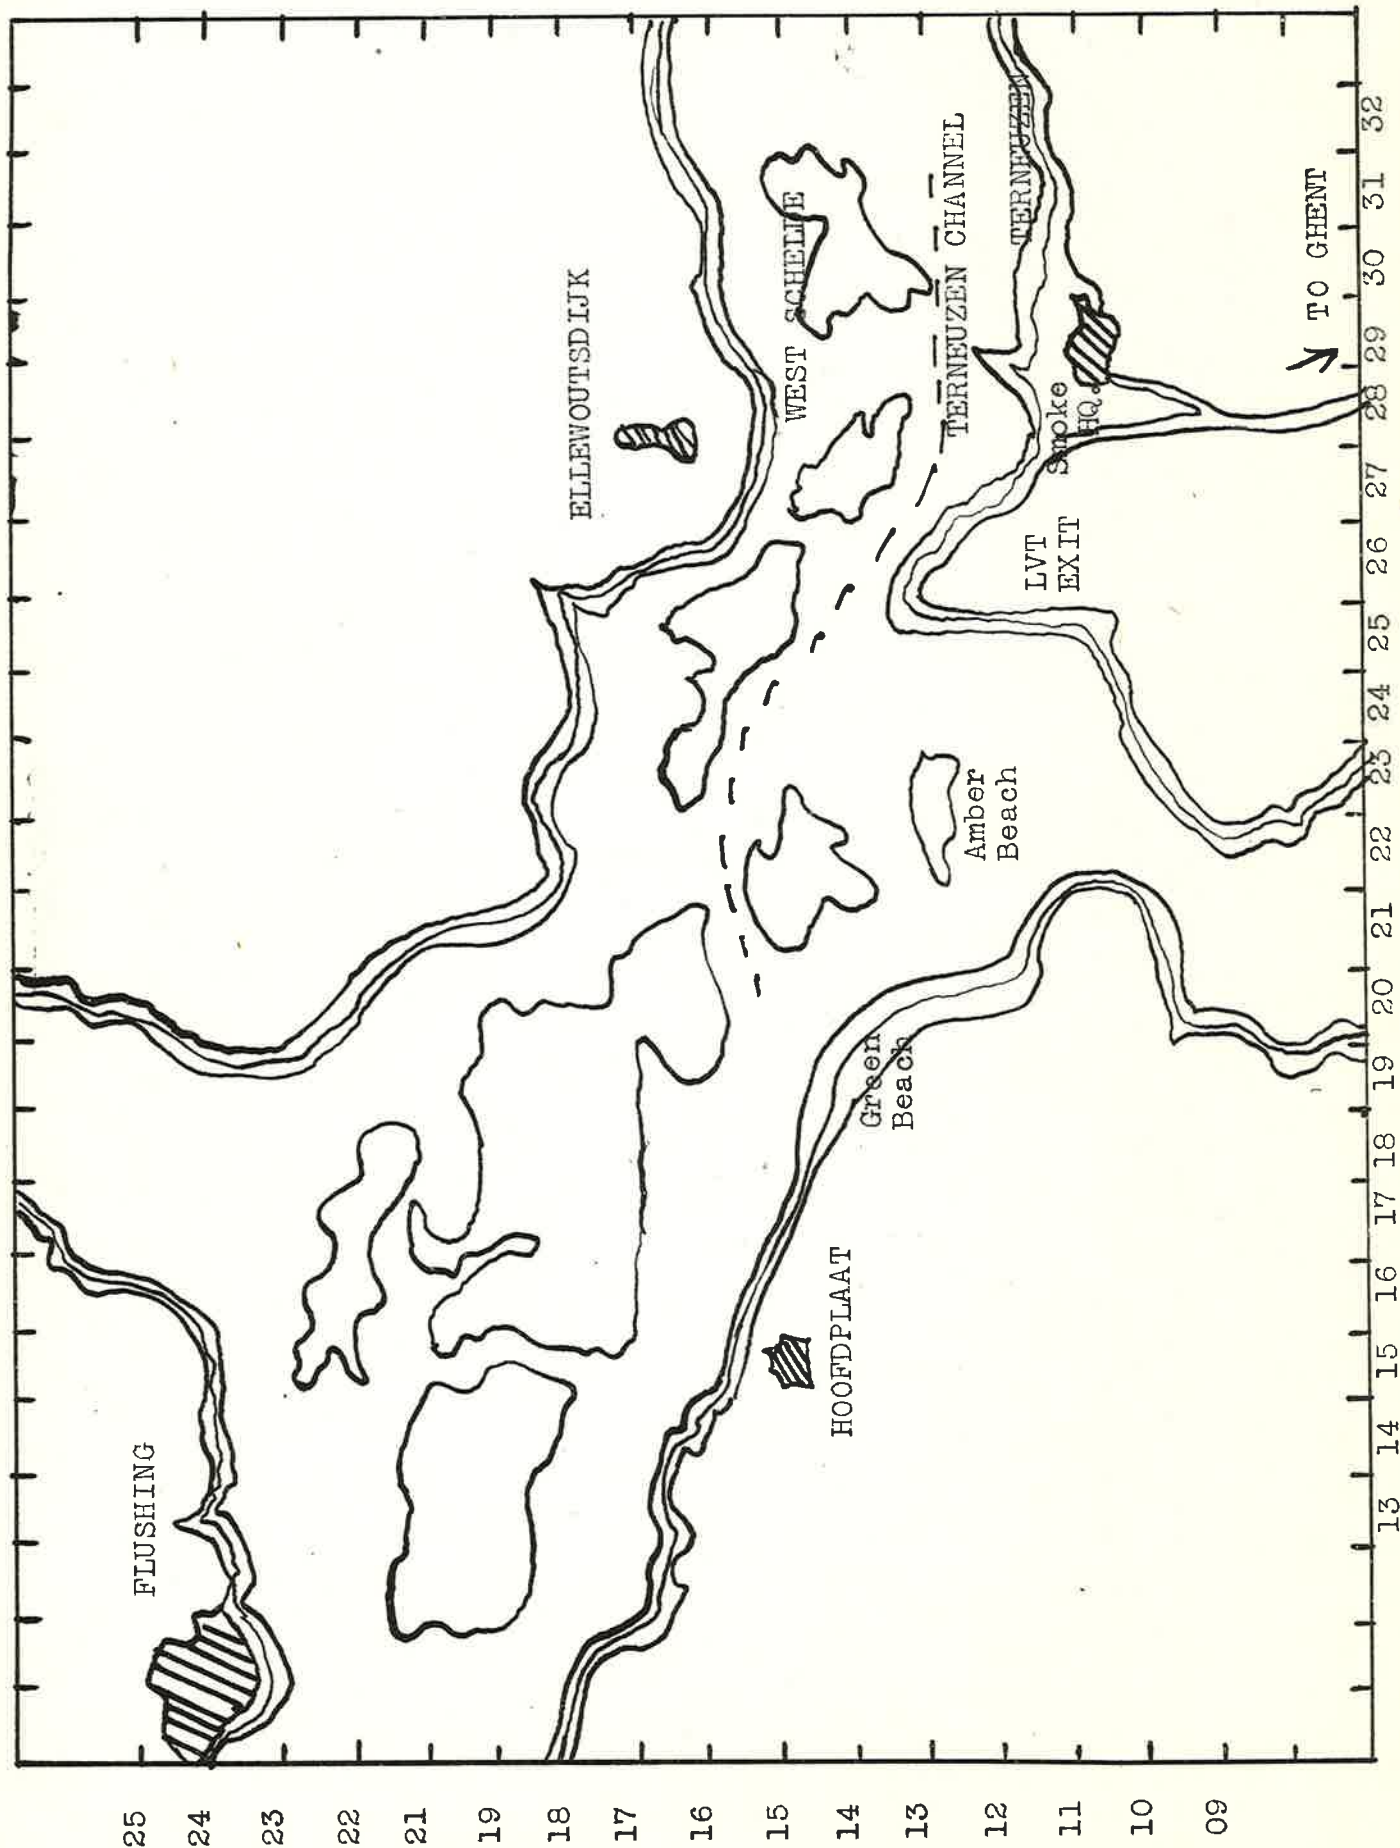 FLUSHING
ELLEWOUTSDIJK
WEST SCHELDE
TERNEUZEN CHANNEL
TERNEUZEN
Smoke
HQ.
LVT
EXIT
TO GHENT
Amber
Beach
Green
Beach
HOOFDPLAAT
25
24
23
22
21
19
18
17
16
15
14
13
12
11
10
09
13 14 15 16 17 18 19 20 21 22 23 24 25 26 27 28 29 30 31 32